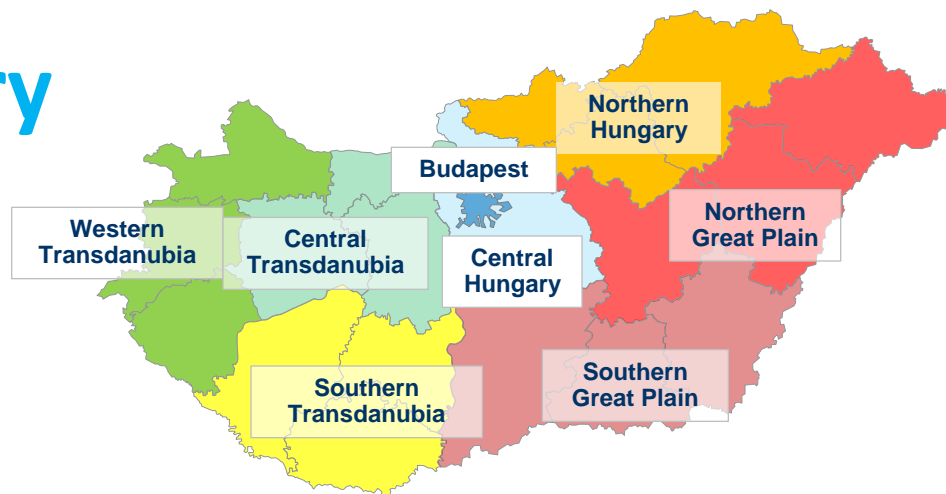 ry
Northern
Hungary
Budapest
Western
Transdanubia
Central
Transdanubia
Central
Hungary
Northern
Great Plain
Southern
Transdanubia
Southern
Great Plain